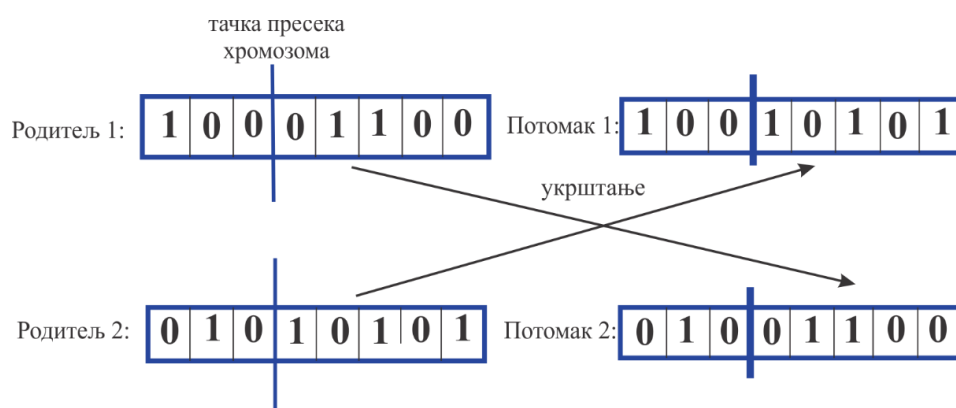 тачка пресека
хромозома
Родитељ 1: 1 0 0 0 1 1 0 0
Потомак 1: 1 0 0 1 0 1 0 1
укрштање
Родитељ 2: 0 1 0 1 0 1 0 1
Потомак 2: 0 1 0 0 1 1 0 0